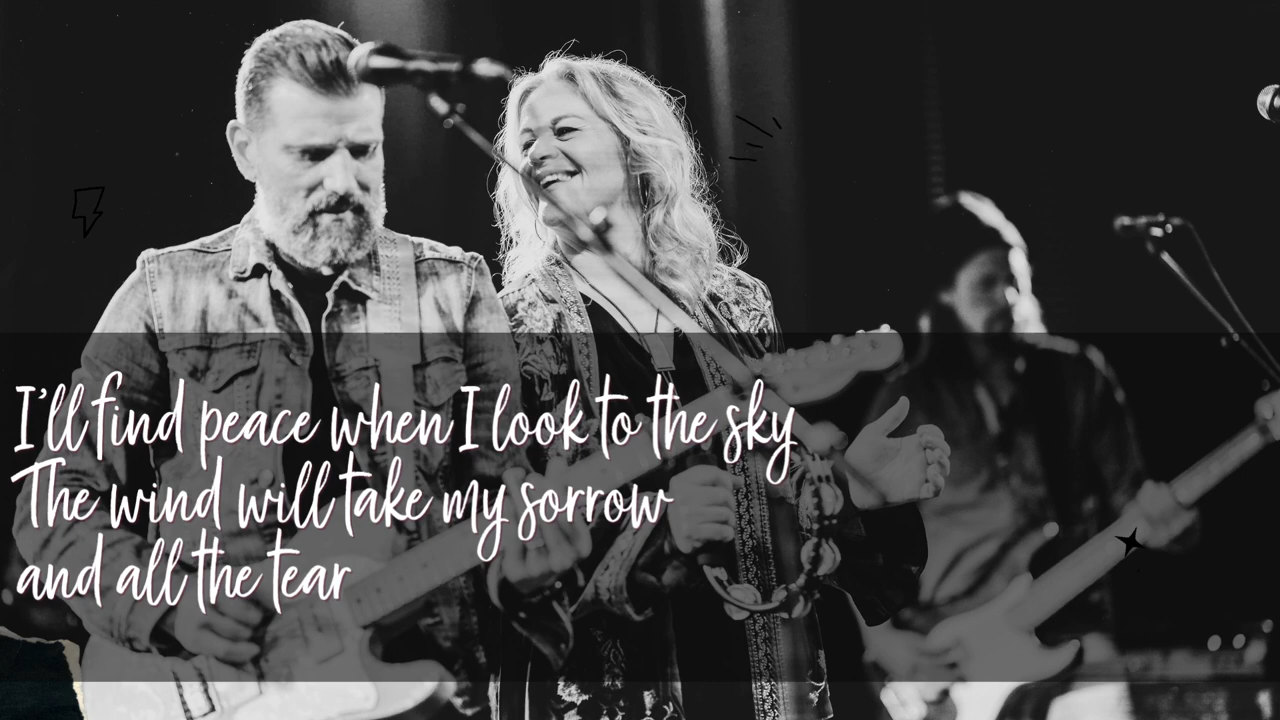 I'll find peace when I look to the sky
The wind will take my sorrow
and all the tear